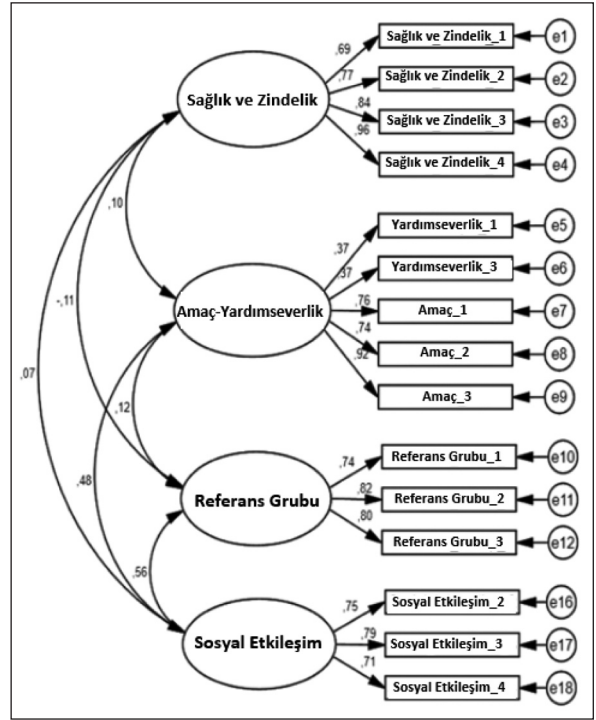 ,69 Sağlık ve Zindelik_1 e1
,77 Sağlık ve Zindelik_2 e2
Sağlık ve Zindelik
,84 Sağlık ve Zindelik_3 e3
,96 Sağlık ve Zindelik_4 e4
,10
,37 Yardımseverlik_1 e5
,37 Yardımseverlik_3 e6
-,11
Amaç-Yardımseverlik
,76 Amaç_1 e7
,74 Amaç_2 e8
,92 Amaç_3 e9
,07
,12
,48
,74 Referans Grubu_1 e10
Referans Grubu
,82 Referans Grubu_2 e11
,80 Referans Grubu_3 e12
,56
,75 Sosyal Etkileşim_2 e16
Sosyal Etkileşim
,79 Sosyal Etkileşim_3 e17
,71 Sosyal Etkileşim_4 e18